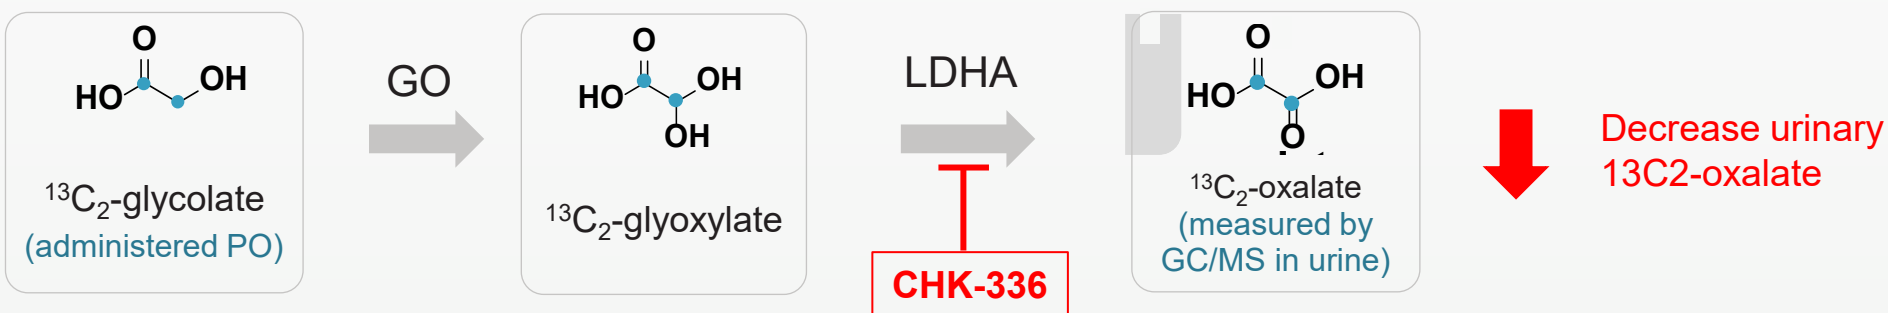 O
HO
OH
¹³C₂-glycolate
(administered PO)
GO
O
HO
OH
OH
¹³C₂-glyoxylate
LDHA
CHK-336
O
HO
OH
O
¹³C₂-oxalate
(measured by
GC/MS in urine)
Decrease urinary
13C2-oxalate